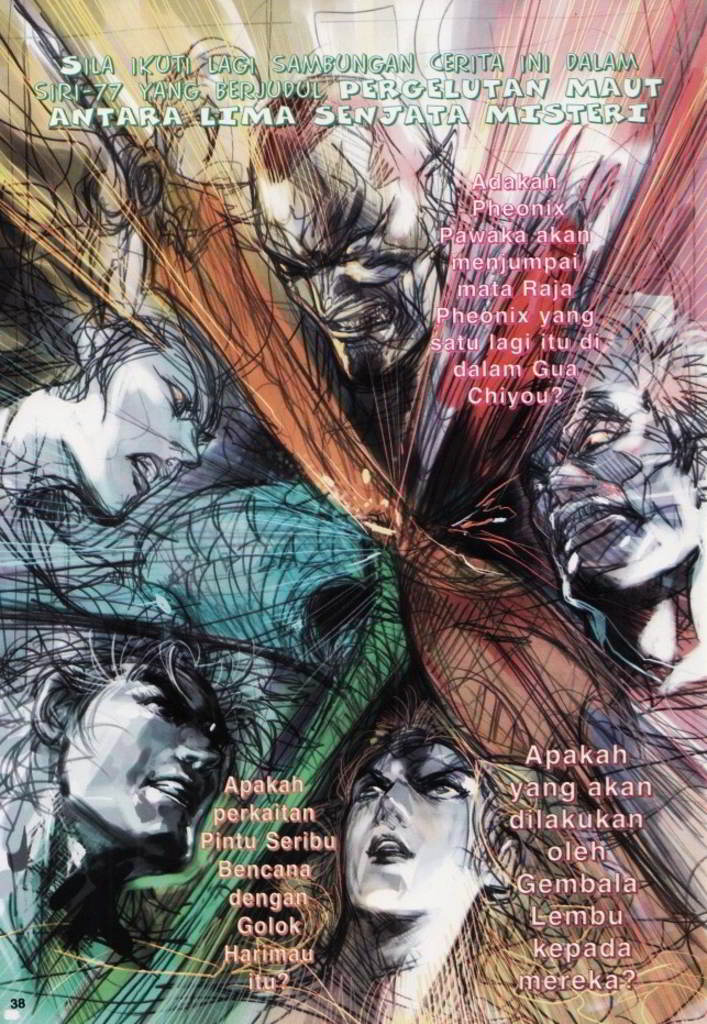 SILA IKUTI LAGI SAMBUNGAN CERITA INI DALAM
SIRI-77 YANG BERJUDUL PERGELUTAN MAUT
ANTARA LIMA SENJATA MISTERI
Adakah
Pheonix
Pawaka akan
menjumpai
mata Raja
Pheonix yang
satu lagi itu di
dalam Gua
Chiyou?
Apakah
perkaitan
Pintu Seribu
Bencana
dengan
Golok
Harimau
itu?
Apakah
yang akan
dilakukan
oleh
Gembala
Lembu
kepada
mereka?
38